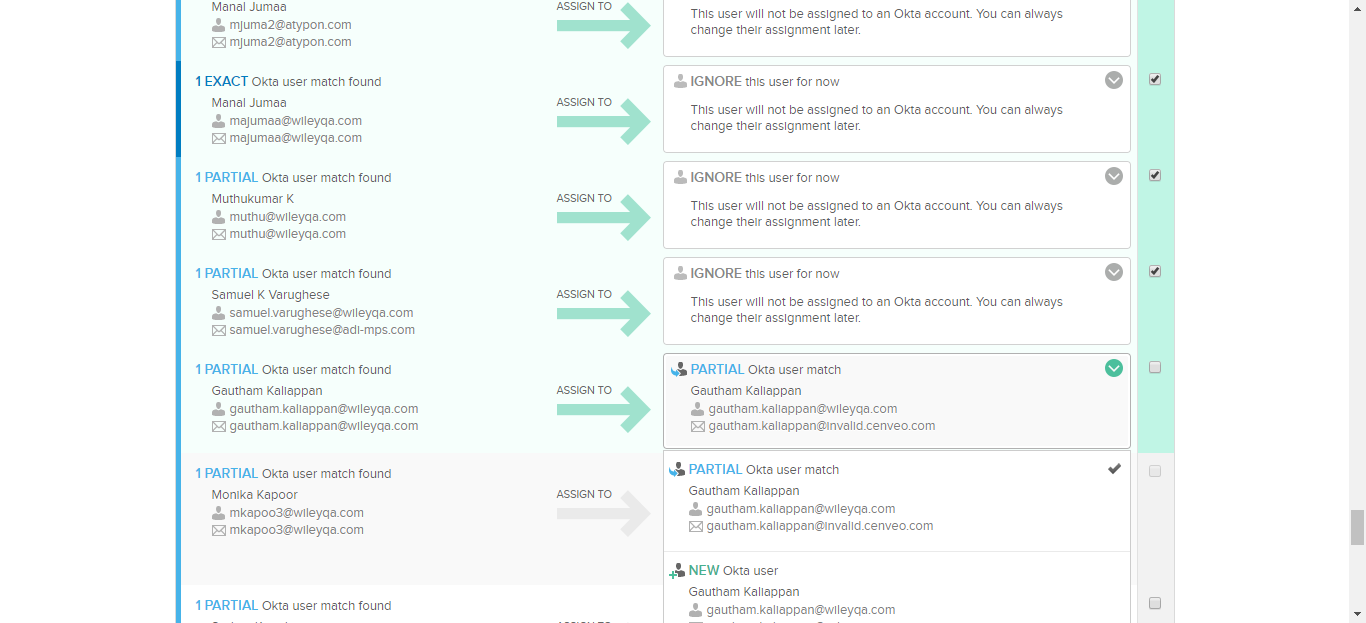 Manal Jumaa
mjuma2@atypon.com
mjuma2@atypon.com
ASSIGN TO
This user will not be assigned to an Okta account. You can always
change their assignment later.
1 EXACT Okta user match found
Manal Jumaa
majumaa@wileyqa.com
majumaa@wileyqa.com
ASSIGN TO
IGNORE this user for now
This user will not be assigned to an Okta account. You can always
change their assignment later.
1 PARTIAL Okta user match found
Muthukumar K
muthu@wileyqa.com
muthu@wileyqa.com
ASSIGN TO
IGNORE this user for now
This user will not be assigned to an Okta account. You can always
change their assignment later.
1 PARTIAL Okta user match found
Samuel K Varughese
samuel.varughese@wileyqa.com
samuel.varughese@adi-mps.com
ASSIGN TO
IGNORE this user for now
This user will not be assigned to an Okta account. You can always
change their assignment later.
1 PARTIAL Okta user match found
Gautham Kaliappan
gautham.kaliappan@wileyqa.com
gautham.kaliappan@wileyqa.com
ASSIGN TO
PARTIAL Okta user match
Gautham Kaliappan
gautham.kaliappan@wileyqa.com
gautham.kaliappan@invalid.cenveo.com
1 PARTIAL Okta user match found
Monika Kapoor
mkapoo3@wileyqa.com
mkapoo3@wileyqa.com
ASSIGN TO
PARTIAL Okta user match
Gautham Kaliappan
gautham.kaliappan@wileyqa.com
gautham.kaliappan@invalid.cenveo.com
NEW Okta user
Gautham Kaliappan
gautham.kaliappan@wileyqa.com
1 PARTIAL Okta user match found